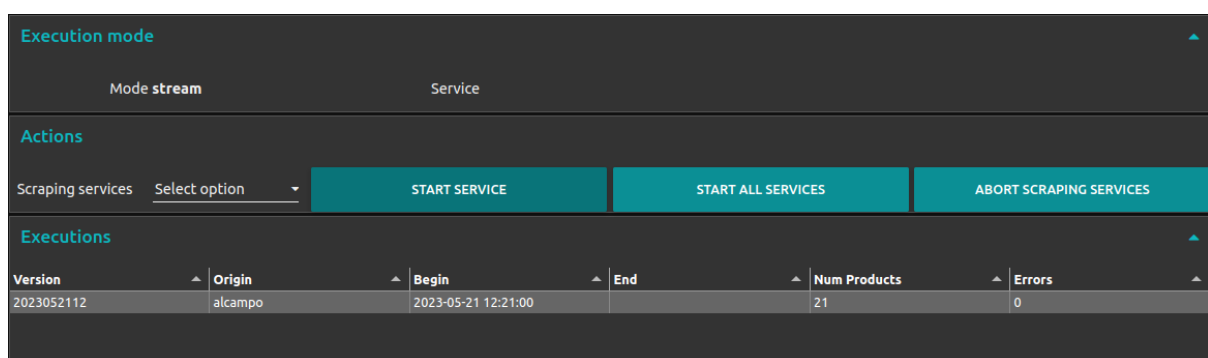 Execution mode
Mode stream Service
Actions
Scraping services Select option START SERVICE START ALL SERVICES ABORT SCRAPING SERVICES
Executions
Version Origin Begin End Num Products Errors
2023052112 alcampo 2023-05-21 12:21:00 21 0